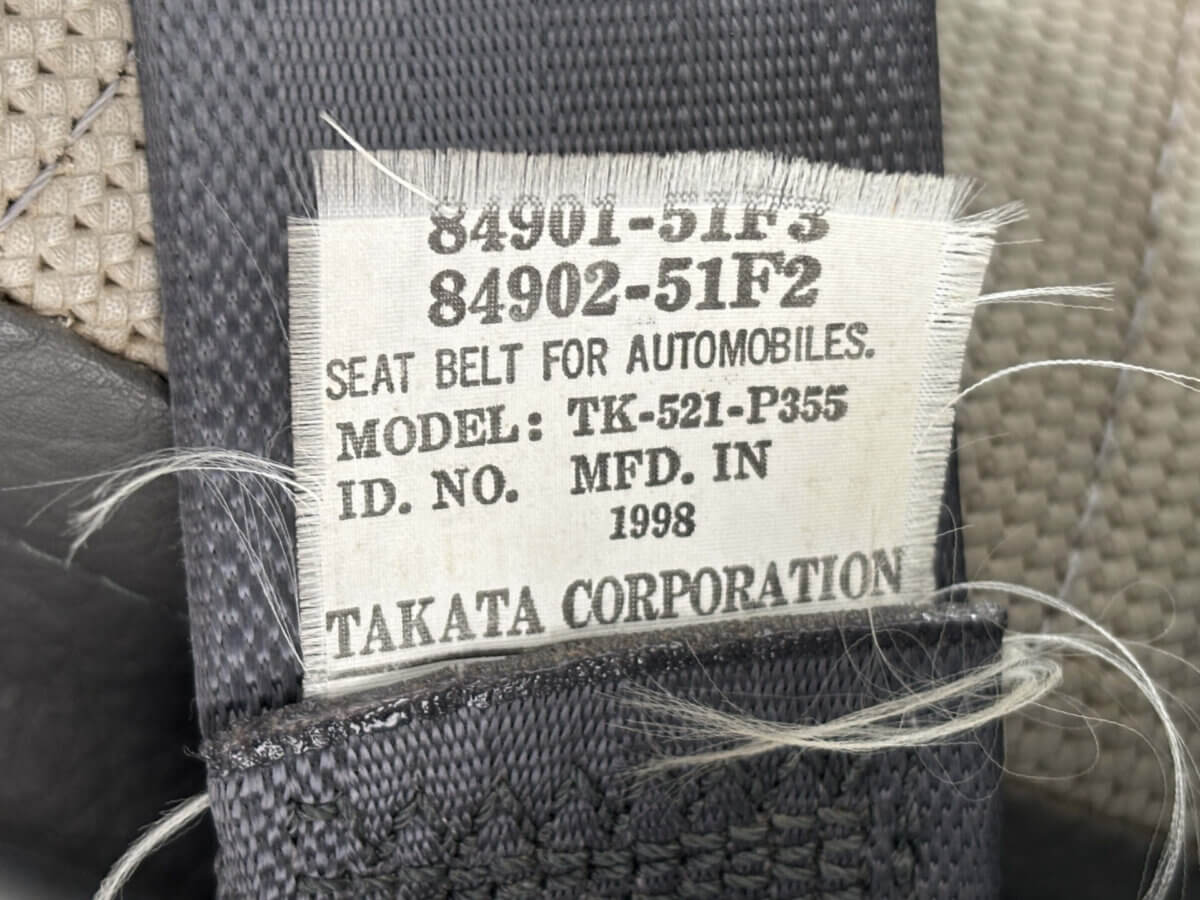 84901-51F3
84902-51F2
SEAT BELT FOR AUTOMOBILES.
MODEL: TK-521-P355
ID. NO. MFD. IN
1998
TAKATA CORPORATION